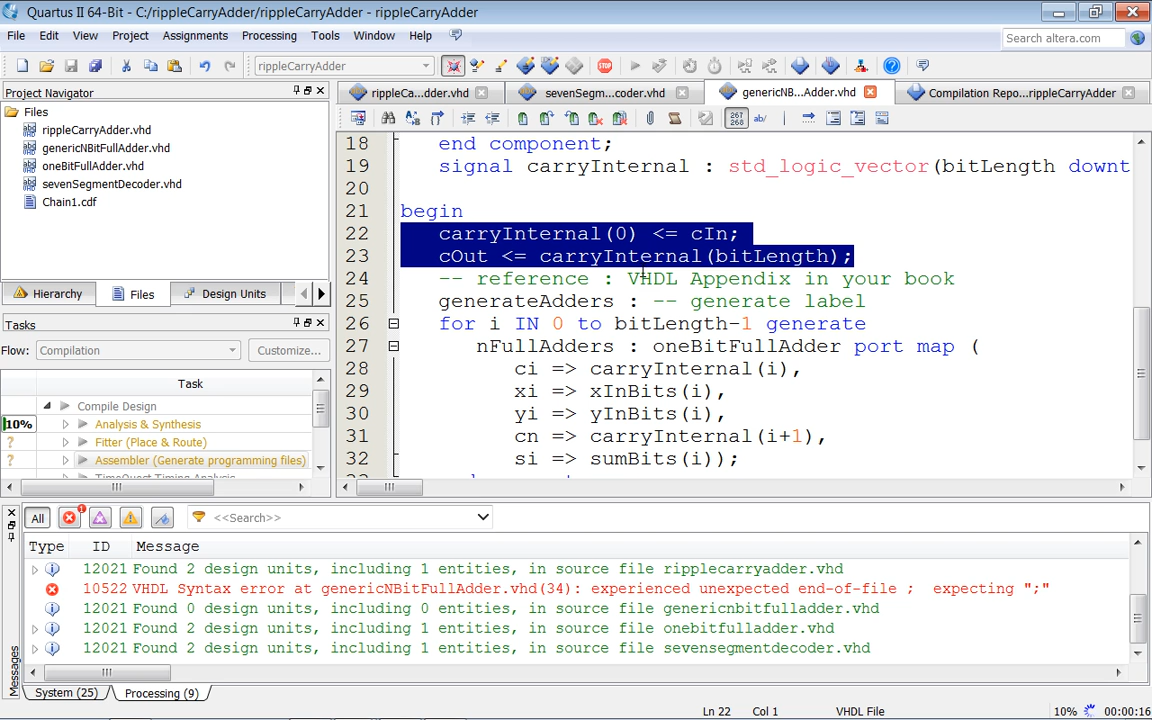 Quartus II 64-Bit - C:/rippleCarryAdder/rippleCarryAdder - rippleCarryAdder
File Edit View Project Assignments Processing Tools Window Help
Search altera.com
rippleCarryAdder
Project Navigator
Files
rippleCarryAdder.vhd
genericNBitFullAdder.vhd
oneBitFullAdder.vhd
sevenSegmentDecoder.vhd
Chain1.cdf
Hierarchy Files Design Units
Tasks
Flow: Compilation Customize...
Task
Compile Design
10% Analysis & Synthesis
? Fitter (Place & Route)
? Assembler (Generate programming files)
rippleCa...dder.vhd sevenSegm...coder.vhd genericNB...Adder.vhd Compilation Repo...rippleCarryAdder
267
268 ab/
18 end component;
19 signal carryInternal : std_logic_vector(bitLength downt
20
21 begin
22 carryInternal(0) <= cIn;
23 cOut <= carryInternal(bitLength);
24 -- reference : VHDL Appendix in your book
25 generateAdders : -- generate label
26 for i IN 0 to bitLength-1 generate
27 nFullAdders : oneBitFullAdder port map (
28 ci => carryInternal(i),
29 xi => xInBits(i),
30 yi => yInBits(i),
31 cn => carryInternal(i+1),
32 si => sumBits(i));
All 1 <<Search>>
Type ID Message
12021 Found 2 design units, including 1 entities, in source file ripplecarryadder.vhd
10522 VHDL Syntax error at genericNBitFullAdder.vhd(34): experienced unexpected end-of-file ; expecting ";"
12021 Found 0 design units, including 0 entities, in source file genericnbitfulladder.vhd
12021 Found 2 design units, including 1 entities, in source file onebitfulladder.vhd
12021 Found 2 design units, including 1 entities, in source file sevensegmentdecoder.vhd
Messages
System (25) Processing (9)
Ln 22 Col 1 VHDL File 10% 00:00:16